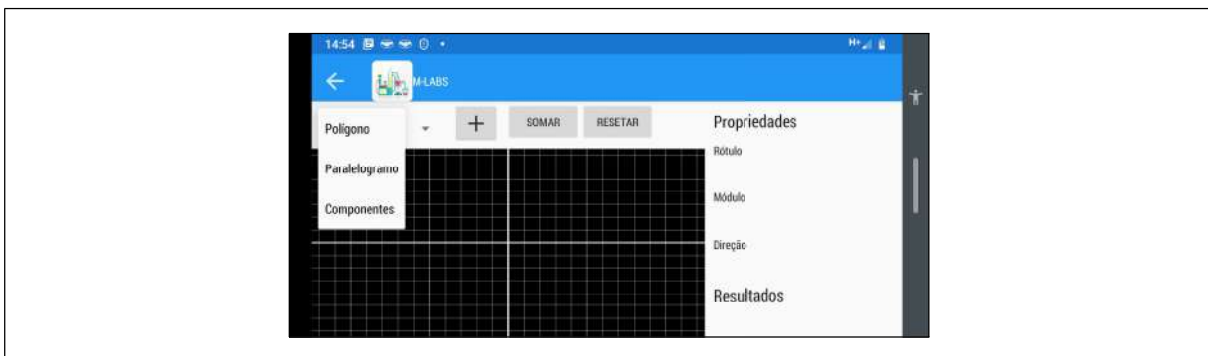 14:54
H+
M-LABS
Polígono
SOMAR
RESETAR
Propriedades
Rótulo
Paralelogramo
Módulo
Componentes
Direção
Resultados